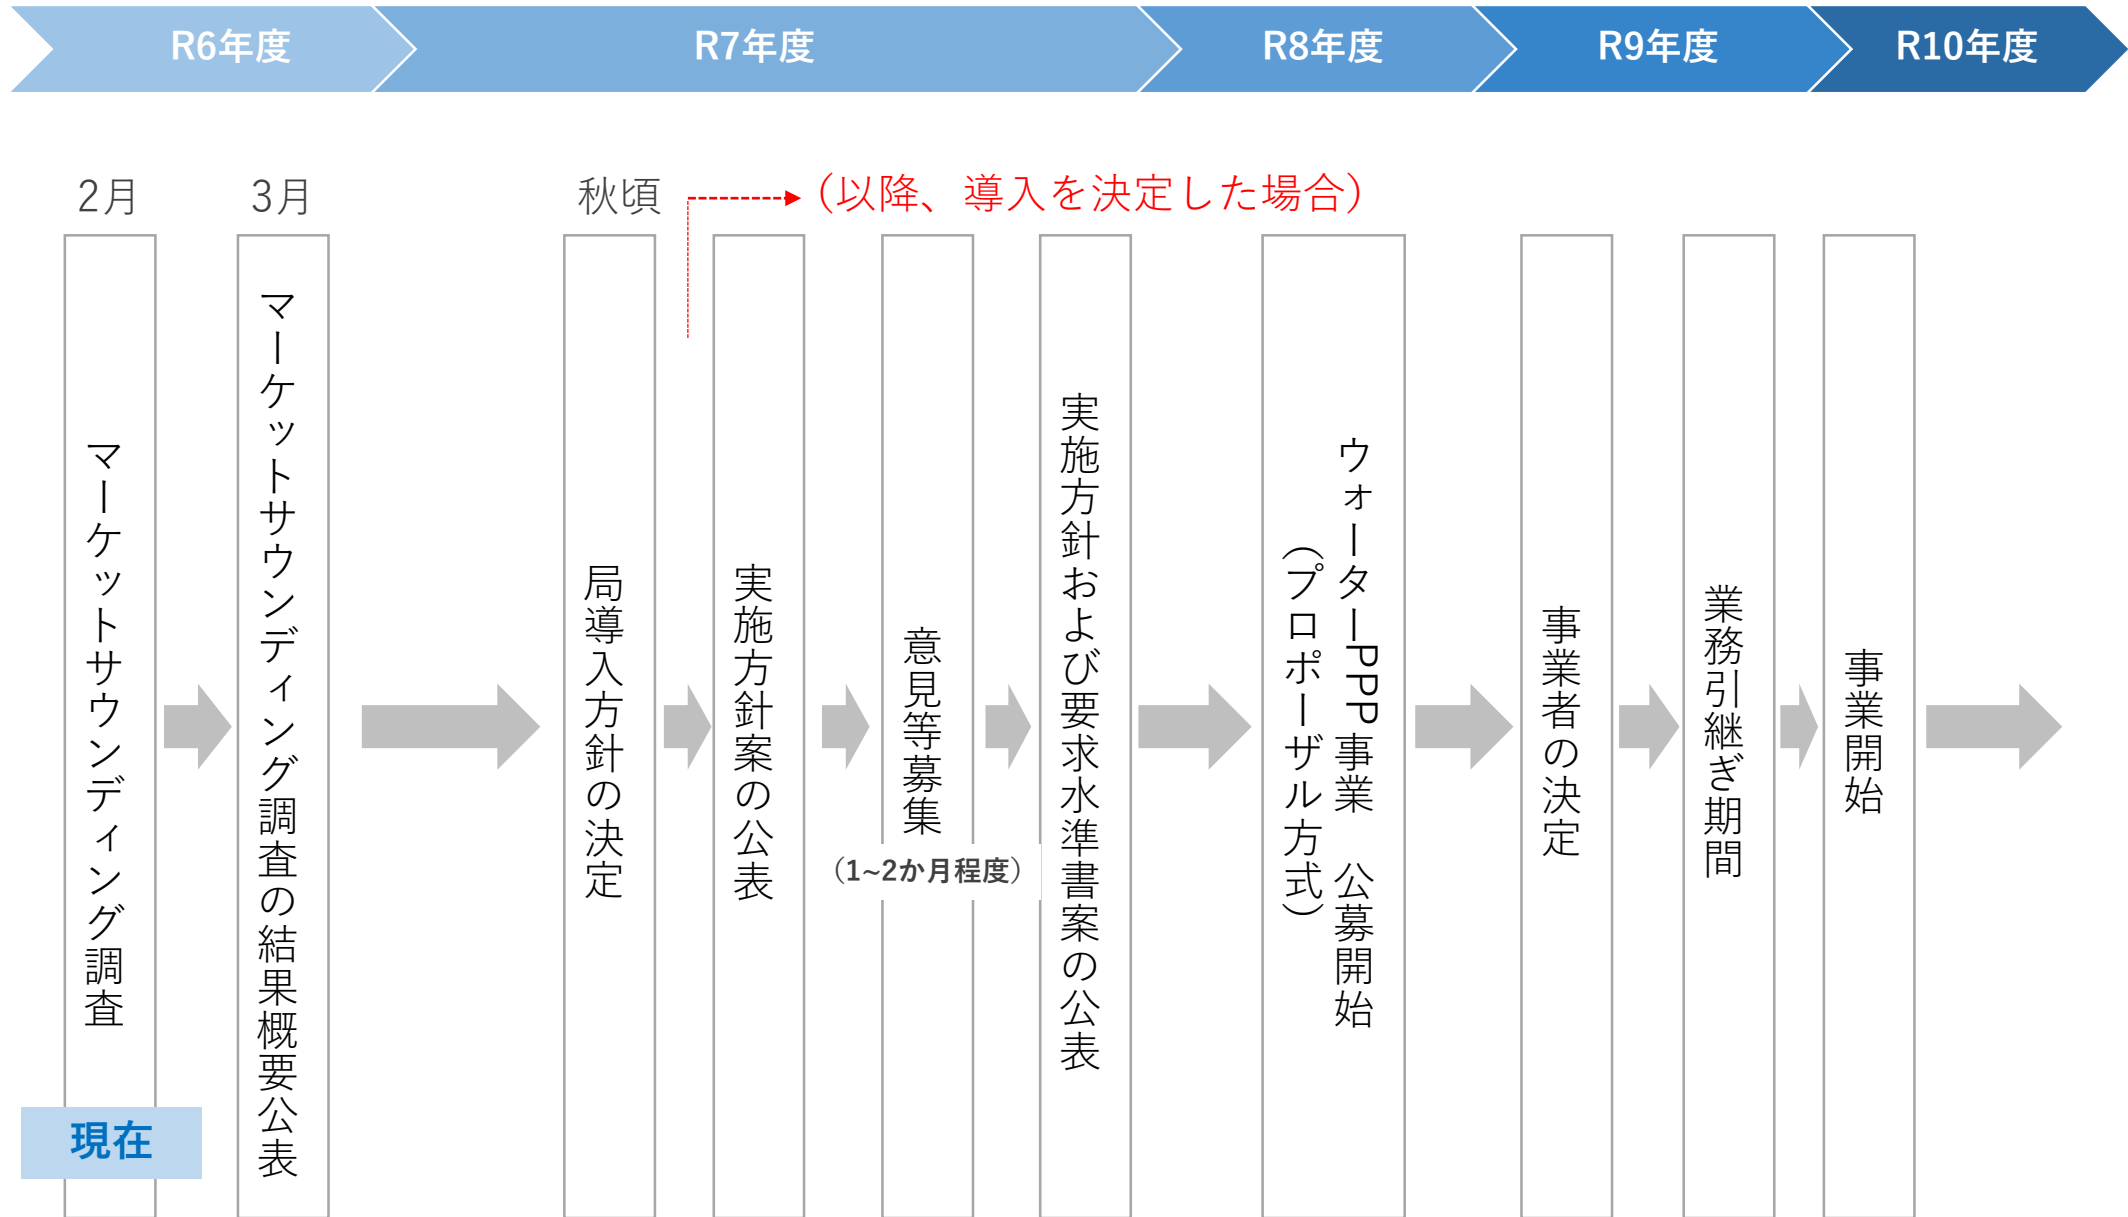 R6年度
R7年度
R8年度
R9年度
R10年度
2月
3月
秋頃
（以降、導入を決定した場合）
マーケットサウンディング調査
現在
マーケットサウンディング調査の結果概要公表
局導入方針の決定
実施方針案の公表
意見等募集
（1~2か月程度）
実施方針および要求水準書案の公表
ウォーターPPP事業　公募開始
（プロポーザル方式）
事業者の決定
業務引継ぎ期間
事業開始